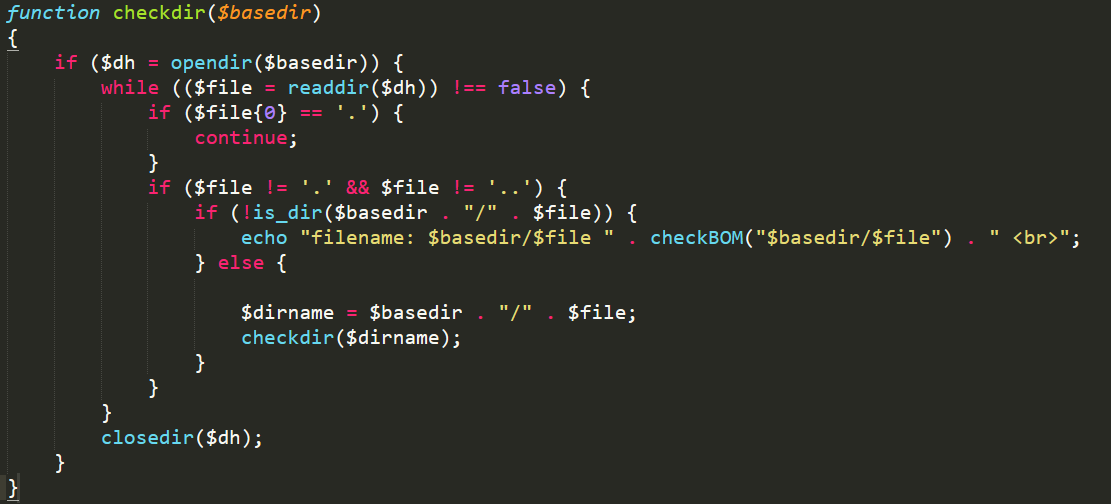 function checkdir($basedir)
{
    if ($dh = opendir($basedir)) {
        while (($file = readdir($dh)) !== false) {
            if ($file{0} == '.') {
                continue;
            }
            if ($file != '.' && $file != '..') {
                if (!is_dir($basedir . "/" . $file)) {
                    echo "filename: $basedir/$file " . checkBOM("$basedir/$file") . " <br>";
                } else {

                    $dirname = $basedir . "/" . $file;
                    checkdir($dirname);
                }
            }
        }
        closedir($dh);
    }
}